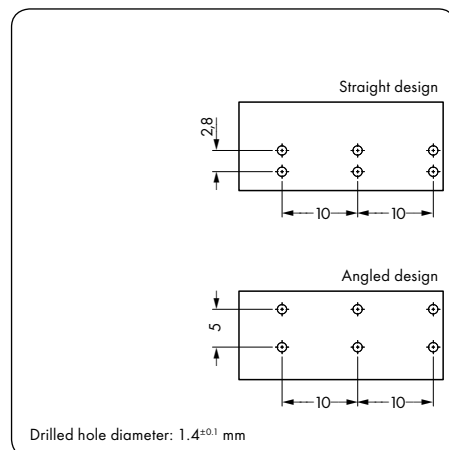 Straight design
2,8
10 10
Angled design
5
10 10
Drilled hole diameter: 1.4±0.1 mm